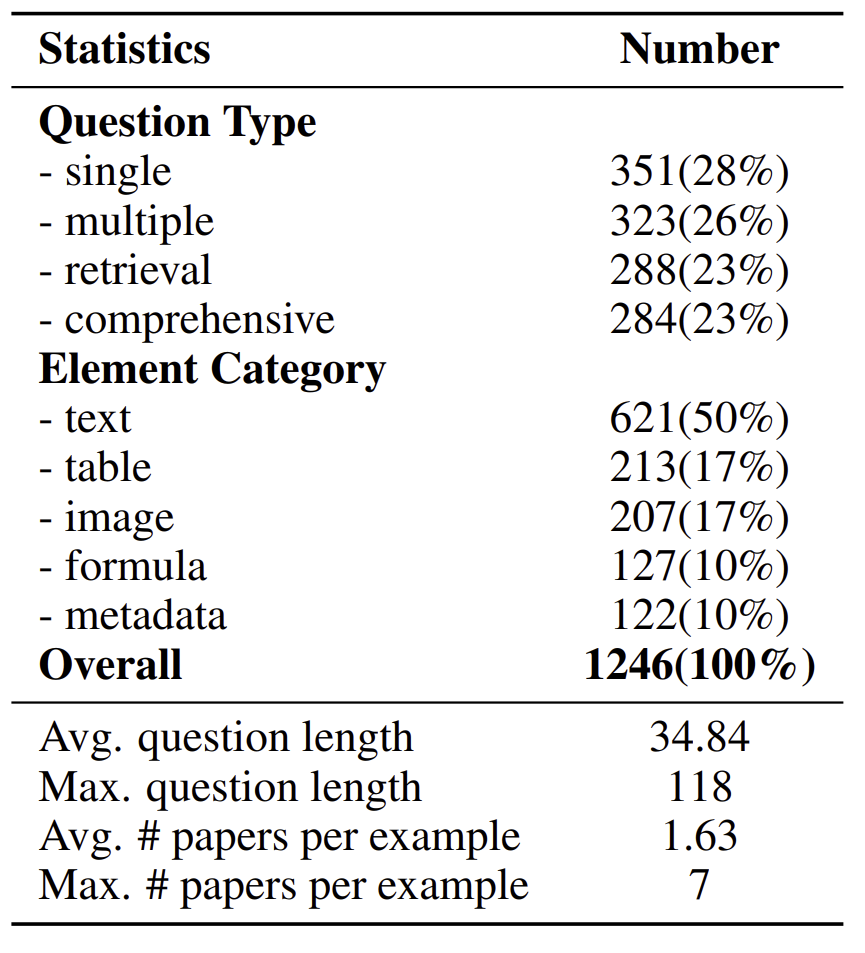 Statistics Number
Question Type
- single 351(28%)
- multiple 323(26%)
- retrieval 288(23%)
- comprehensive 284(23%)
Element Category
- text 621(50%)
- table 213(17%)
- image 207(17%)
- formula 127(10%)
- metadata 122(10%)
Overall 1246(100%)
Avg. question length 34.84
Max. question length 118
Avg. # papers per example 1.63
Max. # papers per example 7